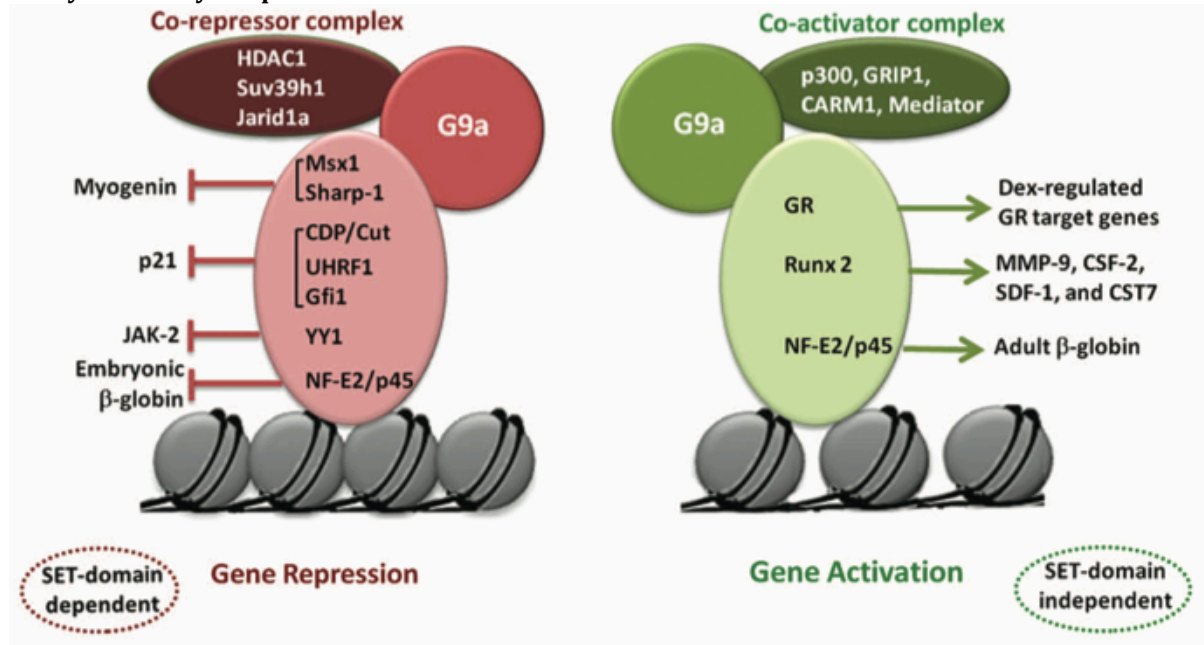 Co-repressor complex
HDAC1
Suv39h1
Jarid1a
G9a
Myogenin
Msx1
Sharp-1
p21
CDP/Cut
UHRF1
Gfi1
JAK-2
YY1
Embryonic
β-globin
NF-E2/p45
SET-domain
dependent
Gene Repression
Co-activator complex
G9a
p300, GRIP1,
CARM1, Mediator
GR
Dex-regulated
GR target genes
Runx 2
MMP-9, CSF-2,
SDF-1, and CST7
NF-E2/p45
Adult β-globin
Gene Activation
SET-domain
independent